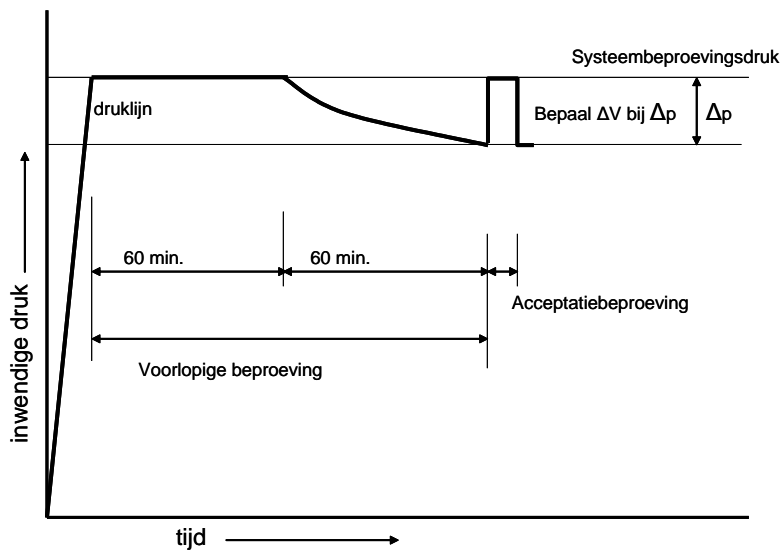 Systeembeproevingsdruk
druklijn
Bepaal ΔV bij Δp
Δp
60 min.
60 min.
Acceptatiebeproeving
Voorlopige beproeving
inwendige druk
tijd